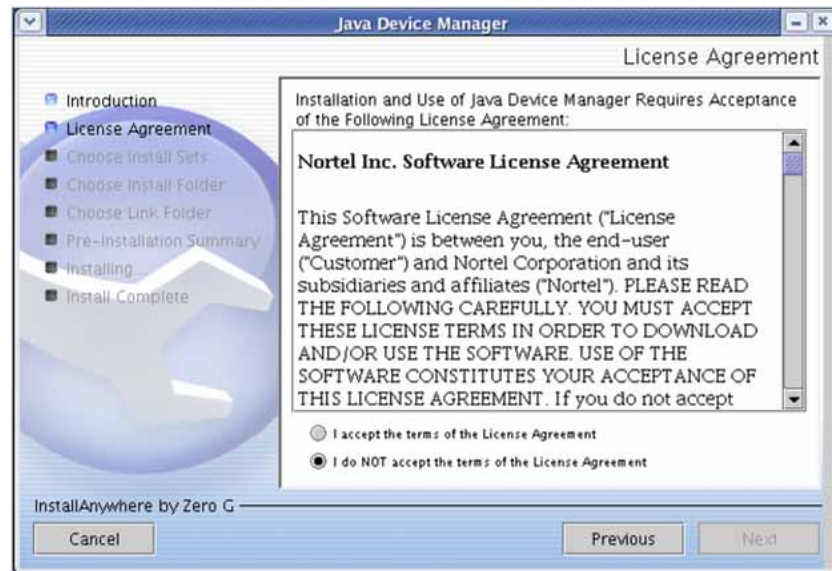 Java Device Manager
License Agreement
Introduction
License Agreement
Choose Install Sets
Choose Install Folder
Choose Link Folder
Pre-Installation Summary
Installing...
Install Complete
Installation and Use of Java Device Manager Requires Acceptance
of the Following License Agreement:
Nortel Inc. Software License Agreement
This Software License Agreement ("License
Agreement") is between you, the end-user
("Customer") and Nortel Corporation and its
subsidiaries and affiliates ("Nortel"). PLEASE READ
THE FOLLOWING CAREFULLY. YOU MUST ACCEPT
THESE LICENSE TERMS IN ORDER TO DOWNLOAD
AND/OR USE THE SOFTWARE. USE OF THE
SOFTWARE CONSTITUTES YOUR ACCEPTANCE OF
THIS LICENSE AGREEMENT. If you do not accept
I accept the terms of the License Agreement
I do NOT accept the terms of the License Agreement
InstallAnywhere by Zero G
Cancel
Previous
Next